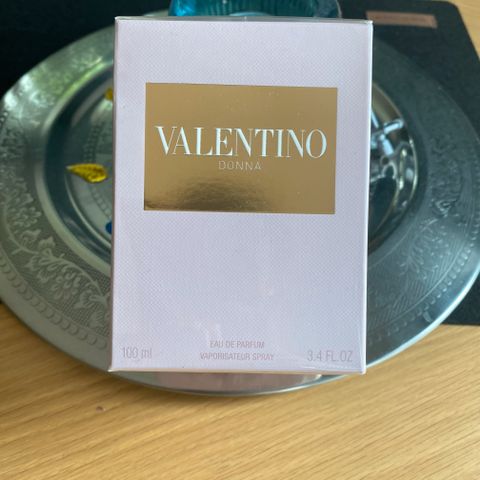 VALENTINO
DONNA
EAU DE PARFUM
100 ml VAPORISATEUR SPRAY 3.4 FL.OZ